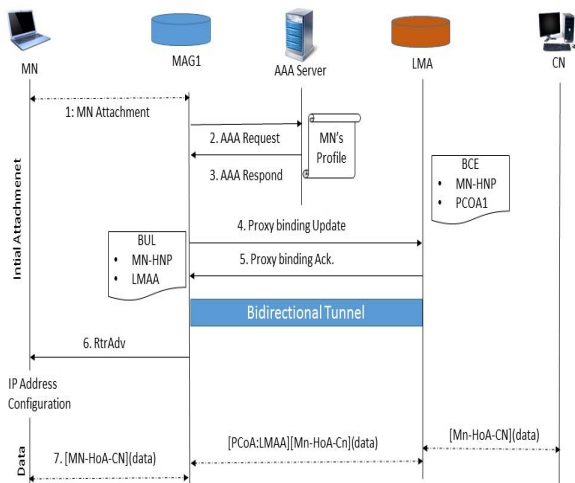 MN
MAG1
AAA Server
LMA
CN
1: MN Attachment
2. AAA Request
MN's
Profile
3. AAA Respond
BCE
• MN-HNP
• PCOA1
Intial Attachmenet
4. Proxy binding Update
BUL
• MN-HNP
• LMAA
5. Proxy binding Ack.
Bidirectional Tunnel
6. RtrAdv
IP Address
Configuration
Data
7. [MN-HoA-CN](data)
[PCoA:LMAA][Mn-HoA-Cn](data)
[Mn-HoA-CN](data)